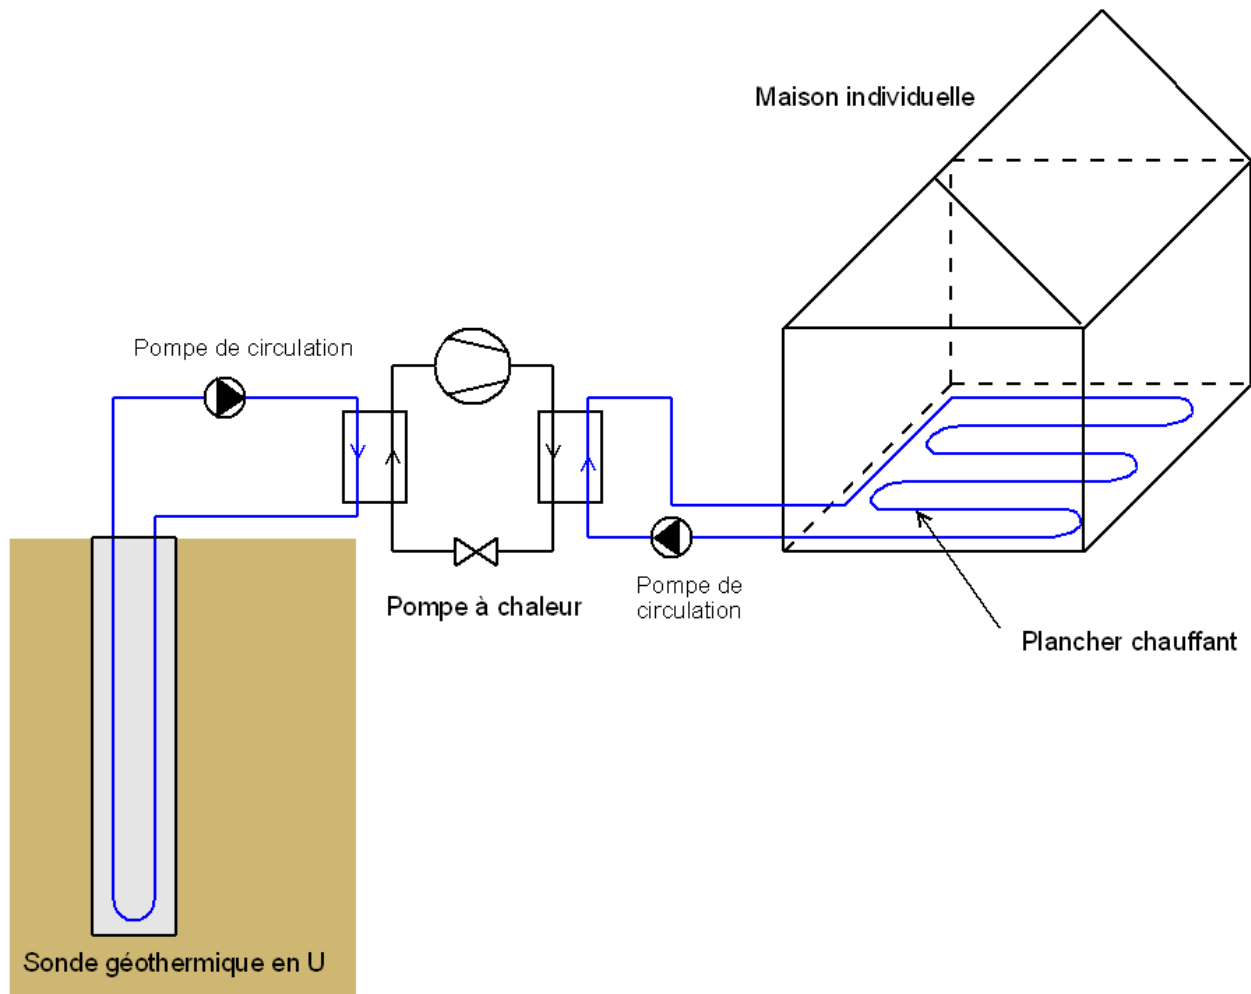 Maison individuelle
Pompe de circulation
Pompe à chaleur
Pompe de
circulation
Plancher chauffant
Sonde géothermique en U